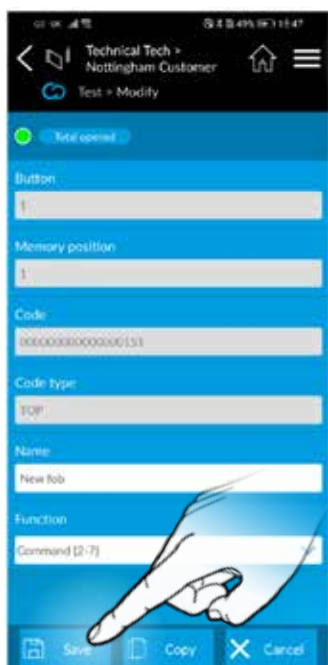 Technical Tech >
Nottingham Customer
Test > Modify
Total opened
Button
1
Memory position
1
Code
Code type
TOP
Name
New fob
Function
Command [2-7]
Save
Copy
Cancel